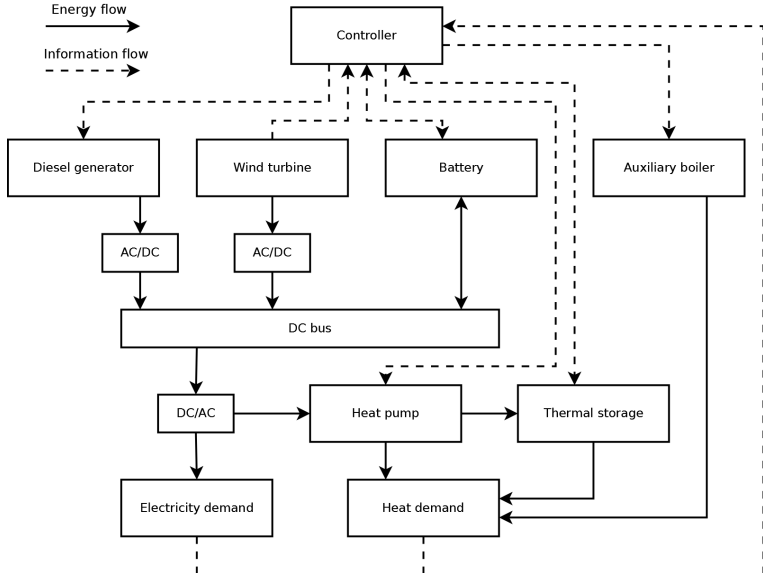 Energy flow
Information flow
Controller
Diesel generator
Wind turbine
Battery
Auxiliary boiler
AC/DC
AC/DC
DC bus
DC/AC
Heat pump
Thermal storage
Electricity demand
Heat demand